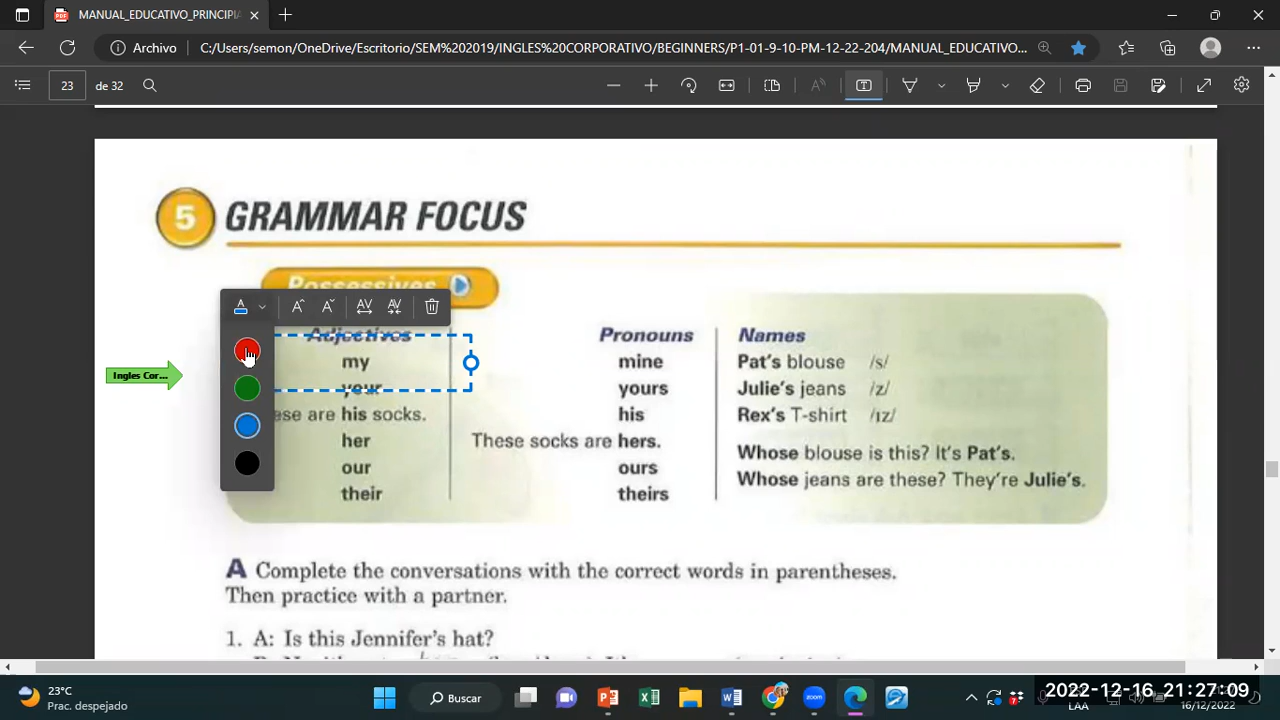 MANUAL_EDUCATIVO_PRINCIPIA
Archivo
C:/Users/semon/OneDrive/Escritorio/SEM%202019/INGLES%20CORPORATIVO/BEGINNERS/P1-01-9-10-PM-12-22-204/MANUAL_EDUCATIVO...
23 de 32
5 GRAMMAR FOCUS
Possessives
Adjectives Pronouns Names
my mine Pat's blouse /s/
your yours Julie's jeans /z/
his socks. his Rex's T-shirt /ɪz/
her These socks are hers.
Whose blouse is this? It's Pat's.
our ours
Whose jeans are these? They're Julie's.
their theirs
Ingles Cor...
A Complete the conversations with the correct words in parentheses.
Then practice with a partner.
1. A: Is this Jennifer's hat?
23°C
Prac. despejado
Buscar
LAA
2022-12-16 21:27:09
16/12/2022